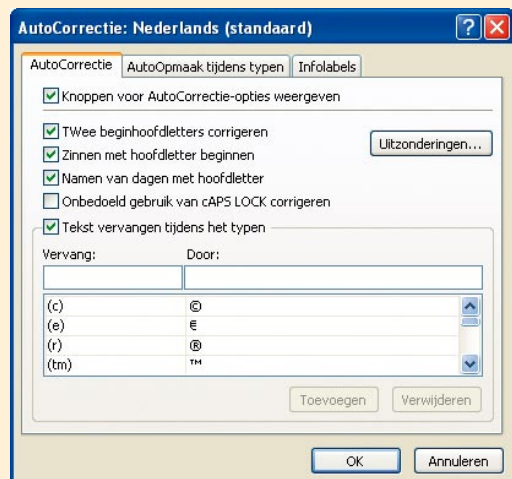 AutoCorrectie: Nederlands (standaard)
AutoCorrectie AutoOpmaak tijdens typen Infolabels
Knoppen voor AutoCorrectie-opties weergeven
TWee beginhoofdletters corrigeren
Uitzonderingen...
Zinnen met hoofdletter beginnen
Namen van dagen met hoofdletter
Onbedoeld gebruik van cAPS LOCK corrigeren
Tekst vervangen tijdens het typen
Vervang: Door:
(c) ©
(e) €
(r) ®
(tm) ™
Toevoegen Verwijderen
OK Annuleren